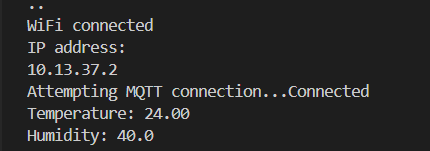 ..
WiFi connected
IP address:
10.13.37.2
Attempting MQTT connection...Connected
Temperature: 24.00
Humidity: 40.0